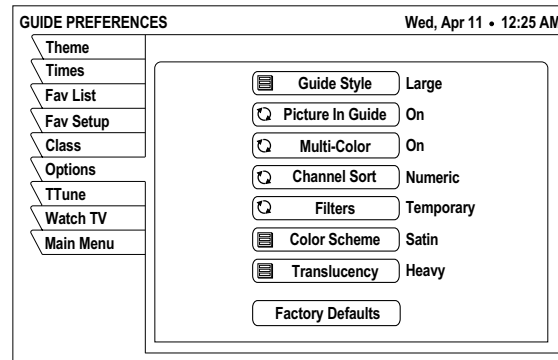 GUIDE PREFERENCES
Wed, Apr 11 • 12:25 AM
Theme
Times
Fav List
Fav Setup
Class
Options
TTune
Watch TV
Main Menu
Guide Style Large
Picture In Guide On
Multi-Color On
Channel Sort Numeric
Filters Temporary
Color Scheme Satin
Translucency Heavy
Factory Defaults